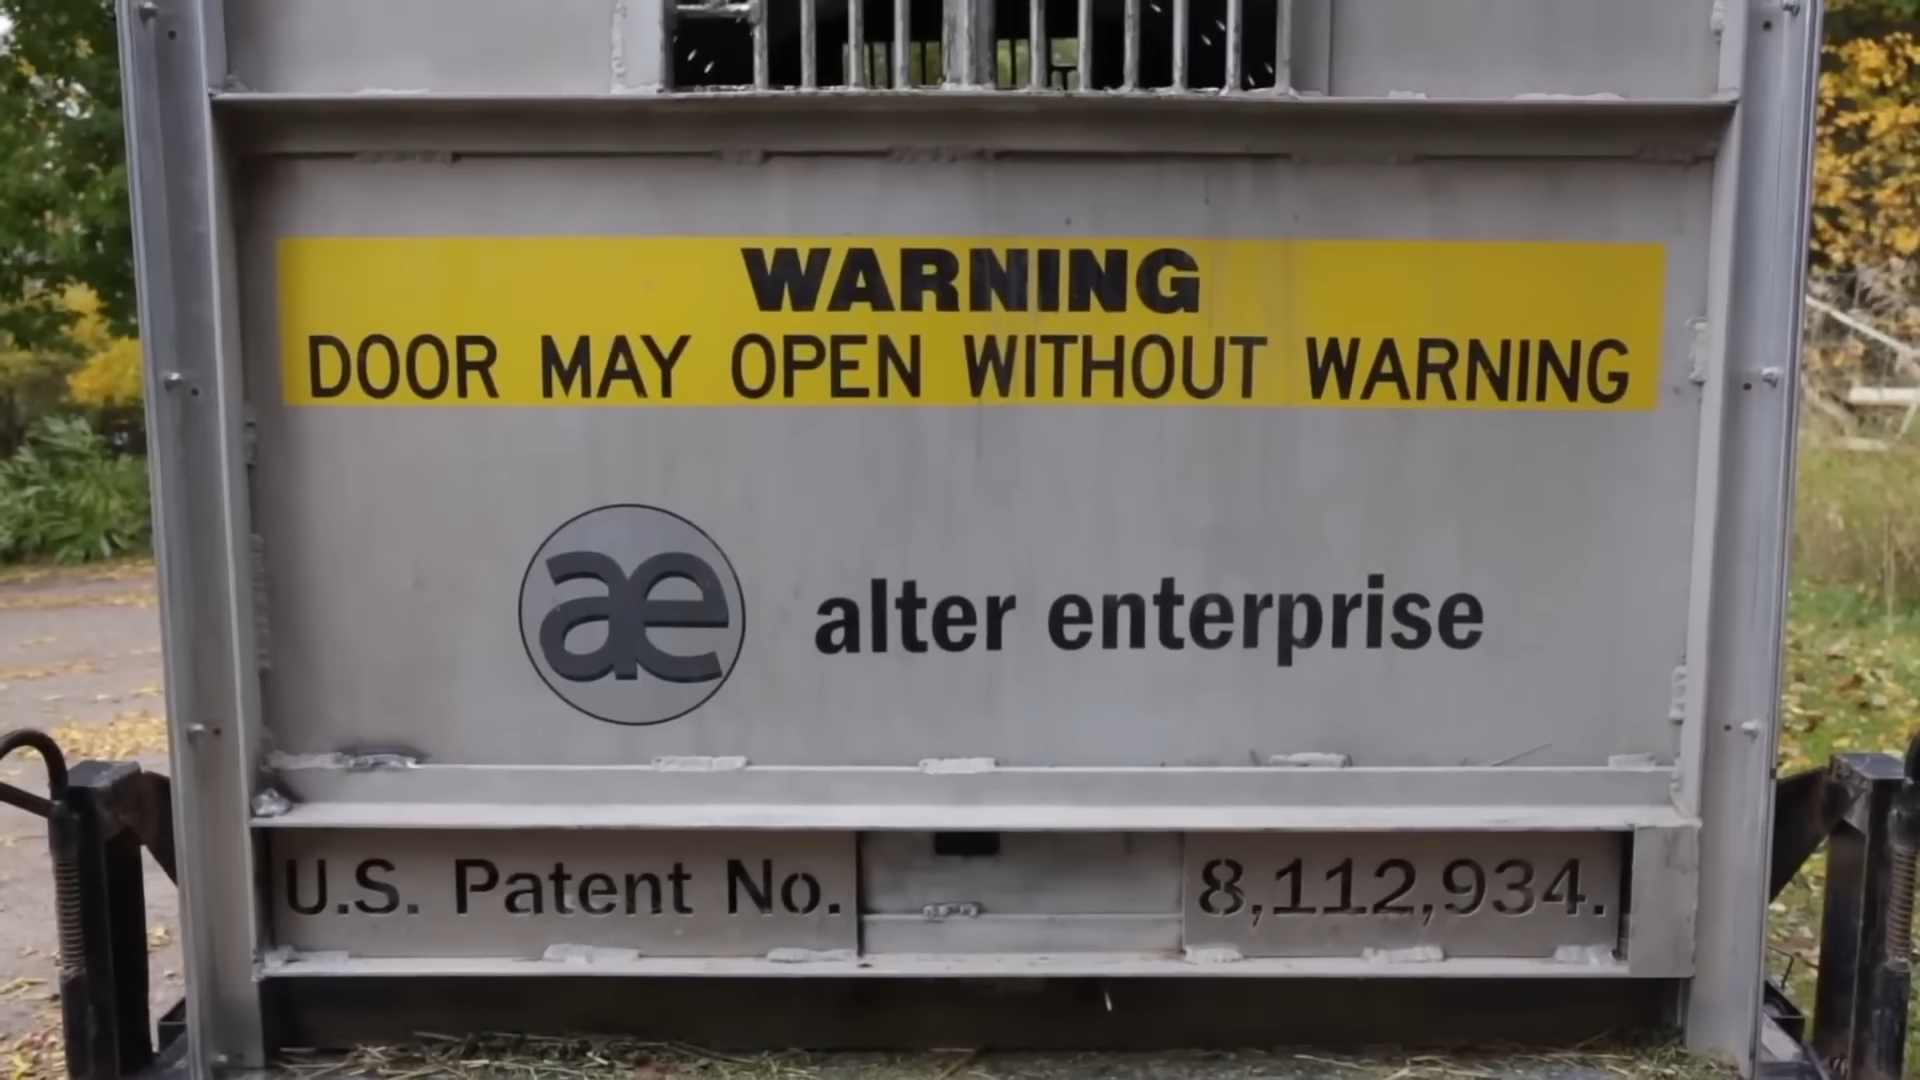 WARNING
DOOR MAY OPEN WITHOUT WARNING
ae alter enterprise
U.S. Patent No. 8,112,934.